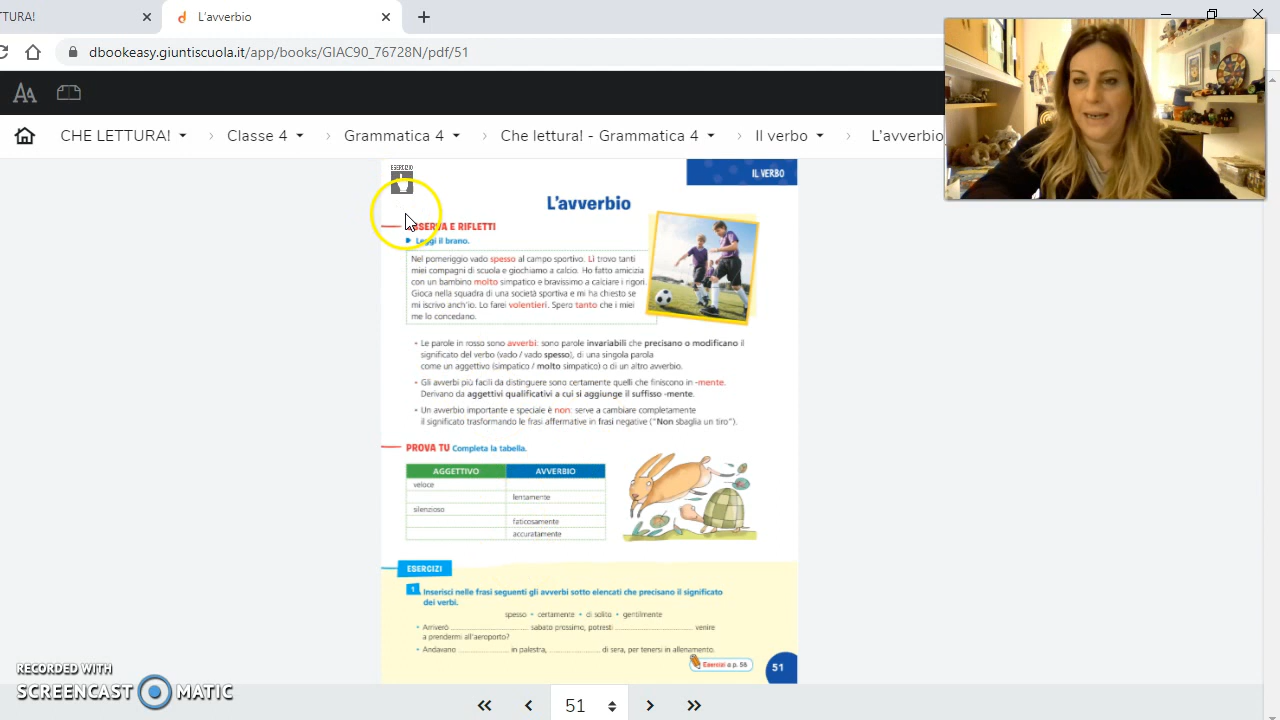 TURA!
L'avverbio
dbookeasy.giuntiscuola.it/app/books/GIAC90_76728N/pdf/51
AA
CHE LETTURA!
Classe 4
Grammatica 4
Che lettura! - Grammatica 4
Il verbo
L'avverbio
ESERCIZIO
IL VERBO
L'avverbio
SSERVA E RIFLETTI
Leggi il brano.
Nel pomeriggio vado spesso al campo sportivo. Lì trovo tanti
miei compagni di scuola e giochiamo a calcio. Ho fatto amicizia
con un bambino molto simpatico e bravissimo a calciare i rigori.
Gioca nella squadra di una società sportiva e mi ha chiesto se
mi iscrivo anch'io. Lo farei volentieri. Spero tanto che i miei
me lo concedano.
• Le parole in rosso sono avverbi: sono parole invariabili che precisano o modificano il
significato del verbo (vado / vado spesso), di una singola parola
come un aggettivo (simpatico / molto simpatico) o di un altro avverbio.
• Gli avverbi più facili da distinguere sono certamente quelli che finiscono in -mente.
Derivano da aggettivi qualificativi a cui si aggiunge il suffisso -mente.
• Un avverbio importante e speciale è non: serve a cambiare completamente
il significato trasformando le frasi affermative in frasi negative ("Non sbaglia un tiro").
PROVA TU Completa la tabella.
AGGETTIVO AVVERBIO
veloce
lentamente
silenzioso
faticosamente
accuratamente
ESERCIZI
1 Inserisci nelle frasi seguenti gli avverbi sotto elencati che precisano il significato
dei verbi.
spesso • certamente • di solito • gentilmente
• Arriverò ........................ sabato prossimo, potresti ........................ venire
a prendermi all'aeroporto?
• Andavano ................ in palestra, ................ di sera, per tenersi in allenamento.
Esercizi a p. 56
51
RECORDED WITH
SCREENCAST MATIC
51